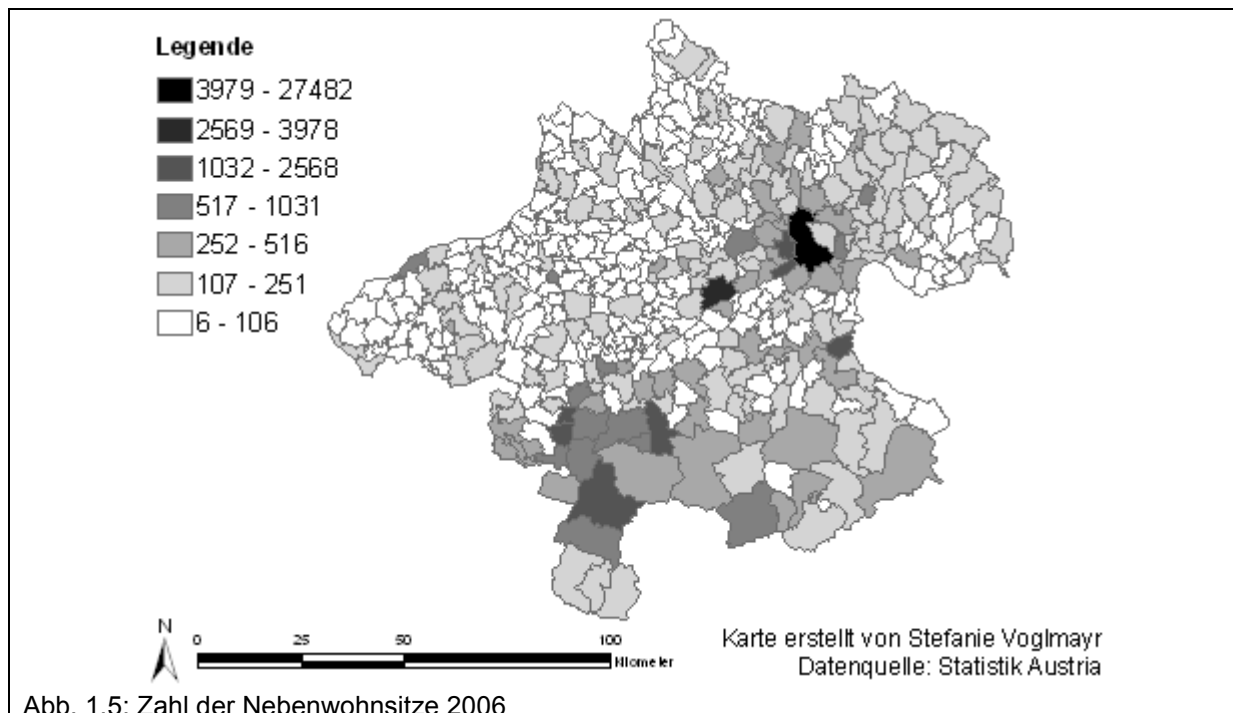 Legende
3979 - 27482
2569 - 3978
1032 - 2568
517 - 1031
252 - 516
107 - 251
6 - 106
N
0 25 50 100
Kilometer
Karte erstellt von Stefanie Voglmayr
Datenquelle: Statistik Austria
Abb. 1.5: Zahl der Nebenwohnsitze 2006